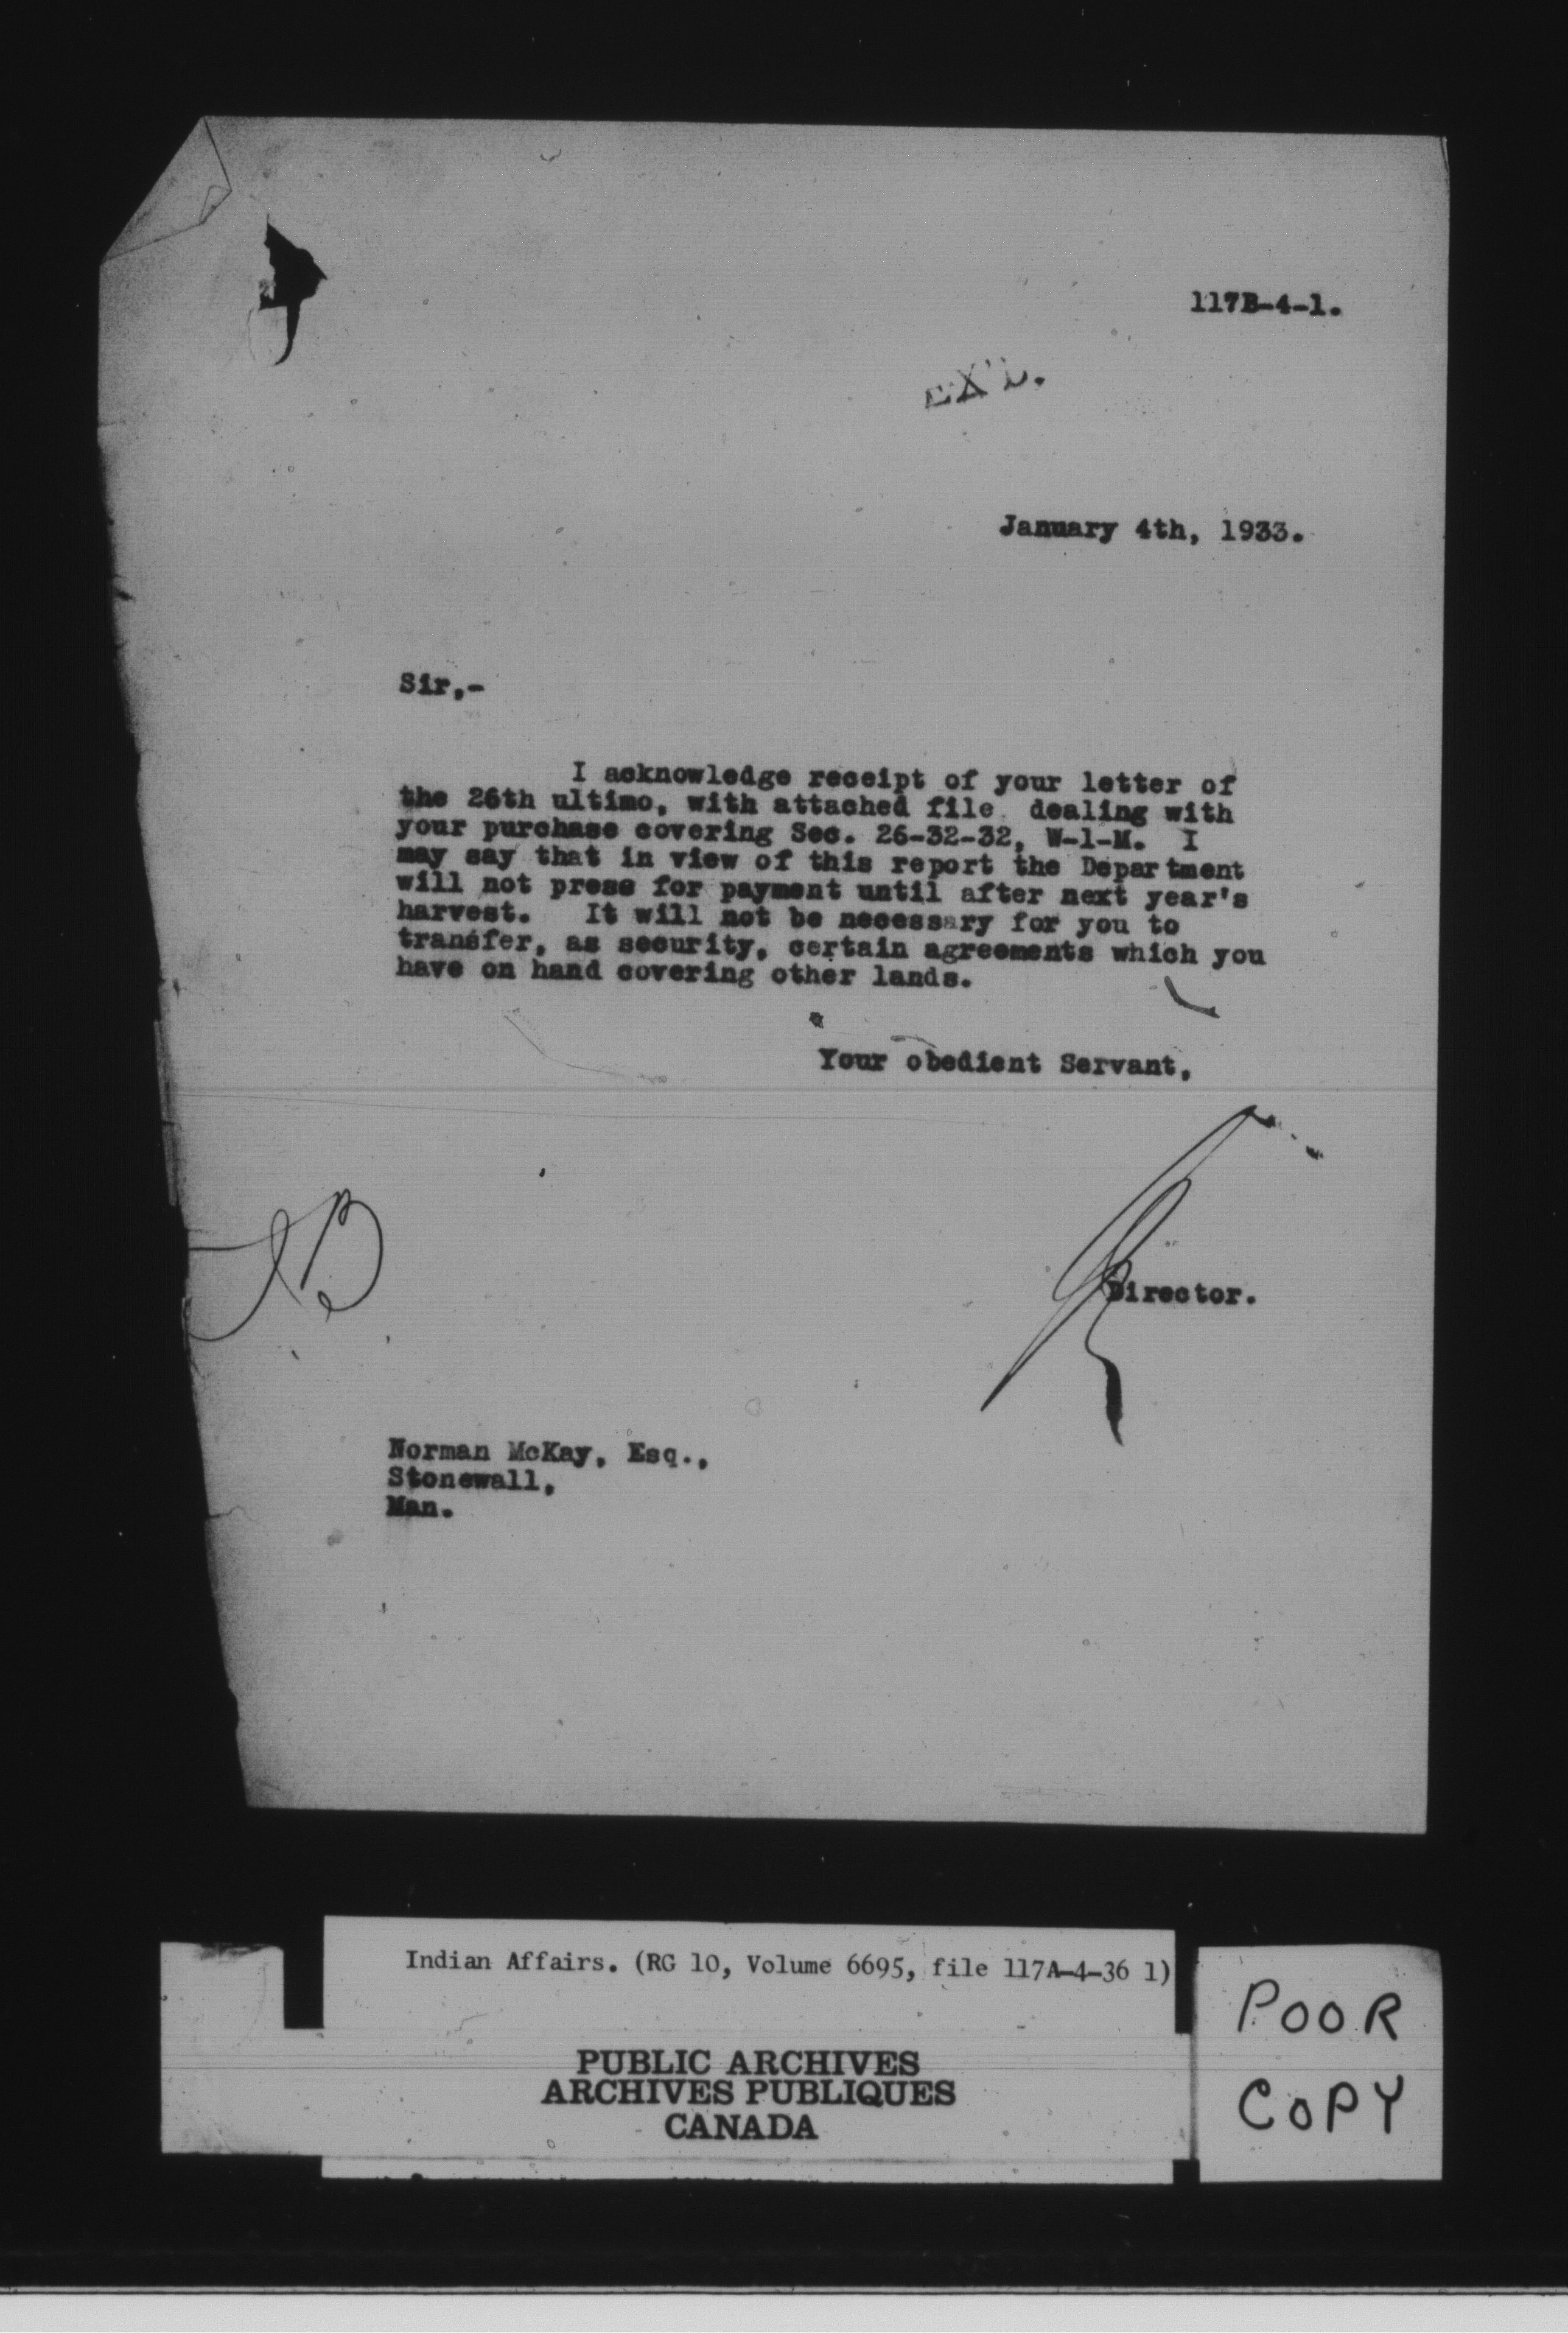 117B-4-1.
EX'D.
January 4th, 1933.
Sir,-
I acknowledge receipt of your letter of
the 26th ultimo, with attached file dealing with
your purchase covering Sec. 26-32-32, W-1-M. I
may say that in view of this report the Department
will not press for payment until after next year's
harvest. It will not be necessary for you to
transfer, as security, certain agreements which you
have on hand covering other lands.
Your obedient Servant,
Director.
Norman McKay, Esq.,
Stonewall,
Man.
Indian Affairs. (RG 10, Volume 6695, file 117A-4-36 1)
PUBLIC ARCHIVES
ARCHIVES PUBLIQUES
CANADA
POOR
COPY